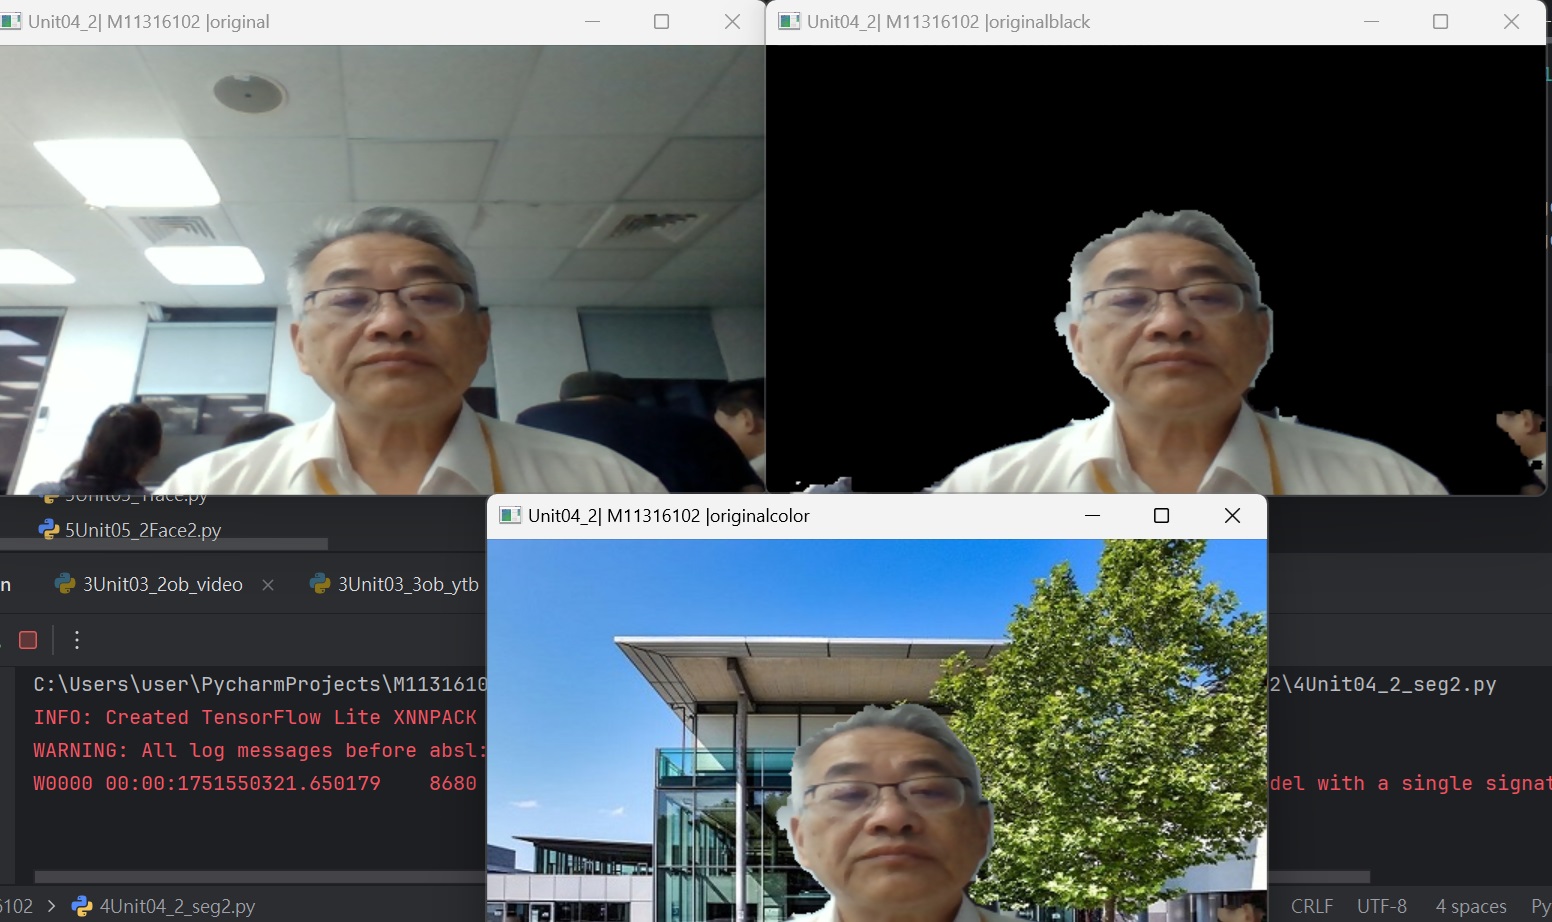 Unit04_2| M11316102 |original
Unit04_2| M11316102 |originalblack
5Unit05_2Face2.py
Unit04_2| M11316102 |originalcolor
3Unit03_2ob_video
3Unit03_3ob_ytb
C:\Users\user\PycharmProjects\M1131610
2\4Unit04_2_seg2.py
INFO: Created TensorFlow Lite XNNPACK
WARNING: All log messages before absl:
W0000 00:00:1751550321.650179 8680
del with a single signat
6102 > 4Unit04_2_seg2.py
CRLF UTF-8 4 spaces Py